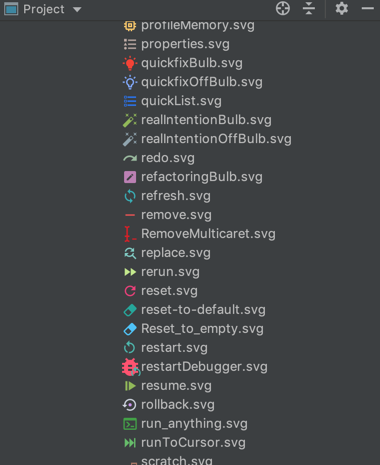 Project
profileMemory.svg
properties.svg
quickfixBulb.svg
quickfixOffBulb.svg
quickList.svg
realIntentionBulb.svg
realIntentionOffBulb.svg
redo.svg
refactoringBulb.svg
refresh.svg
remove.svg
RemoveMulticaret.svg
replace.svg
rerun.svg
reset.svg
reset-to-default.svg
Reset_to_empty.svg
restart.svg
restartDebugger.svg
resume.svg
rollback.svg
run_anything.svg
runToCursor.svg
scratch.svg